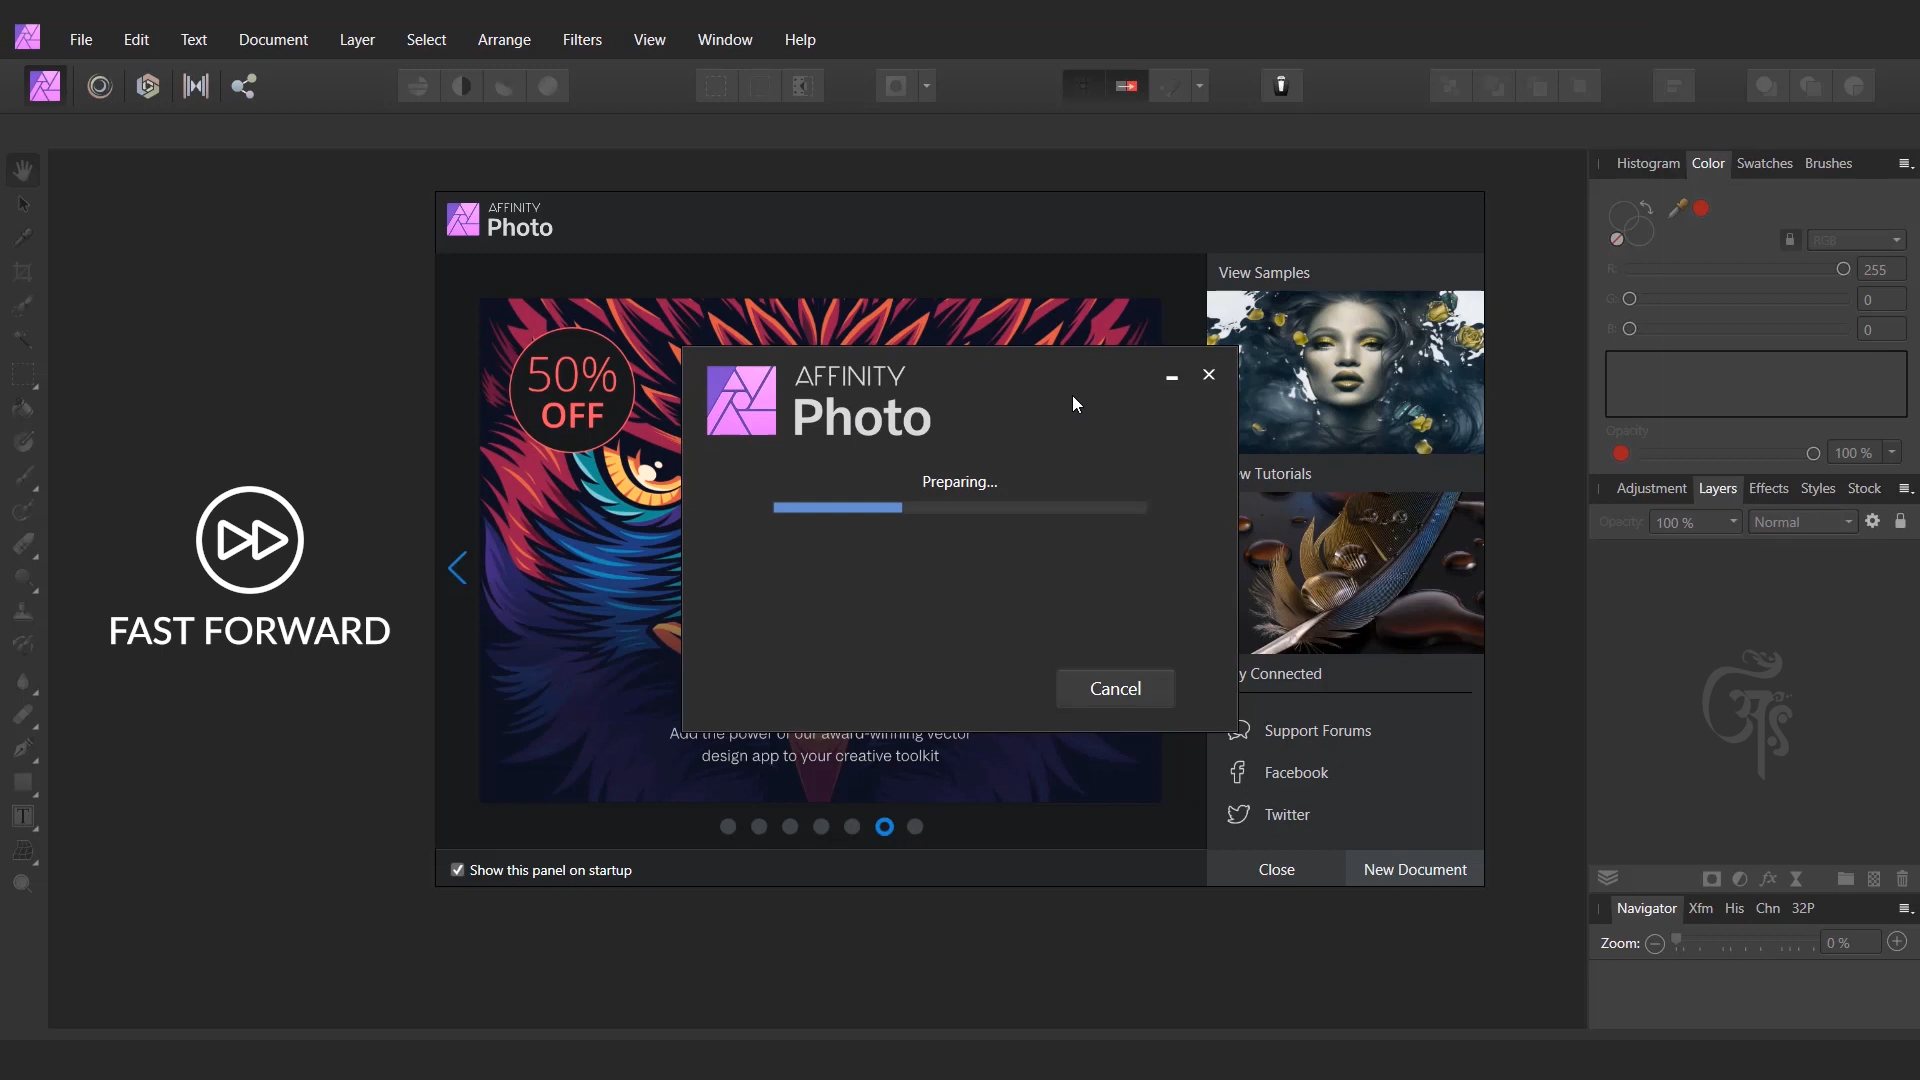 File Edit Text Document Layer Select Arrange Filters View Window Help
Histogram Color Swatches Brushes
AFFINITY
Photo
RGB
R: 255
G: 0
B: 0
Opacity
100 %
View Samples
50%
OFF
AFFINITY
Photo
Preparing...
Cancel
FAST FORWARD
design app to your creative toolkit
Tutorials
Connected
Support Forums
Facebook
Twitter
Show this panel on startup
Close New Document
Adjustment Layers Effects Styles Stock
Opacity: 100 % Normal
fx
Navigator Xfm His Chn 32P
Zoom: 0 %